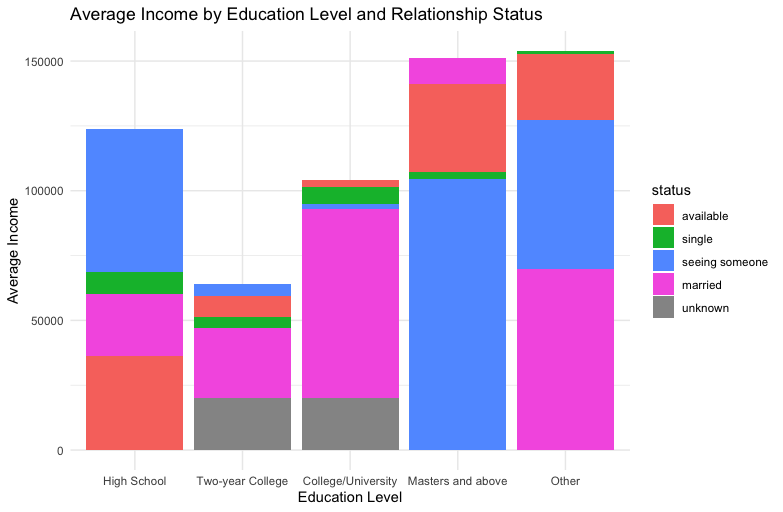 Average Income by Education Level and Relationship Status
Average Income
150000
100000
50000
0
High School
Two-year College
College/University
Masters and above
Other
Education Level
status
available
single
seeing someone
married
unknown